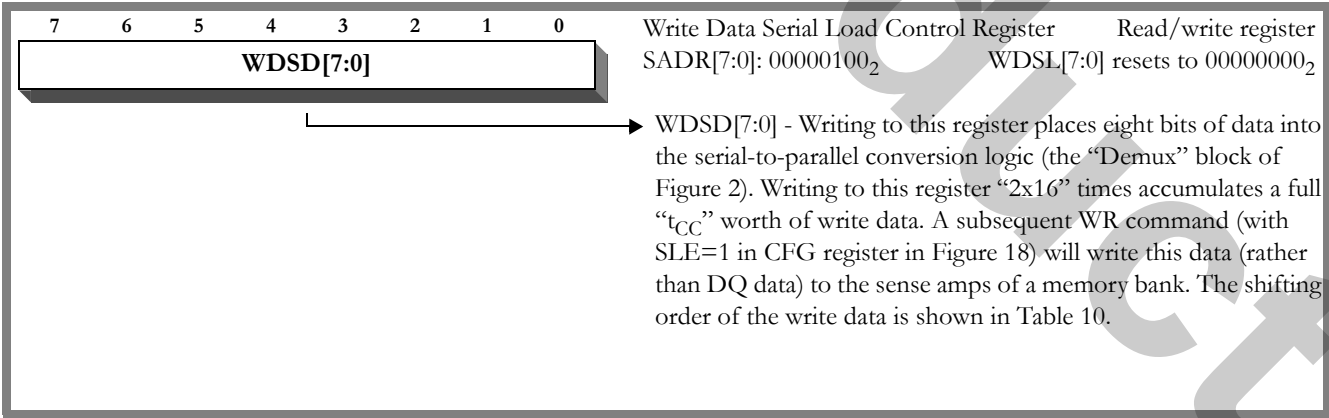 7 6 5 4 3 2 1 0
WDSD[7:0]
Write Data Serial Load Control Register Read/write register
SADR[7:0]: 00000100₂ WDSL[7:0] resets to 00000000₂
WDSD[7:0] - Writing to this register places eight bits of data into
the serial-to-parallel conversion logic (the “Demux” block of
Figure 2). Writing to this register “2x16” times accumulates a full
“tCC” worth of write data. A subsequent WR command (with
SLE=1 in CFG register in Figure 18) will write this data (rather
than DQ data) to the sense amps of a memory bank. The shifting
order of the write data is shown in Table 10.
duct